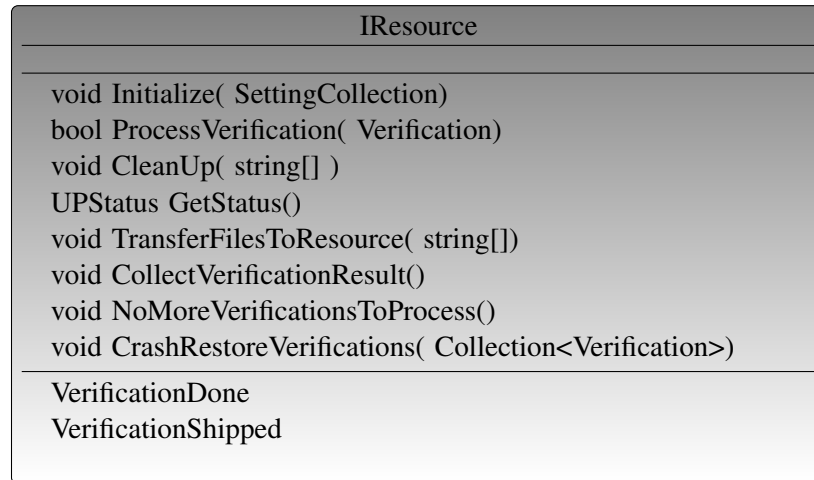 IResource
void Initialize( SettingCollection)
bool ProcessVerification( Verification)
void CleanUp( string[] )
UPStatus GetStatus()
void TransferFilesToResource( string[])
void CollectVerificationResult()
void NoMoreVerificationsToProcess()
void CrashRestoreVerifications( Collection<Verification>)
VerificationDone
VerificationShipped